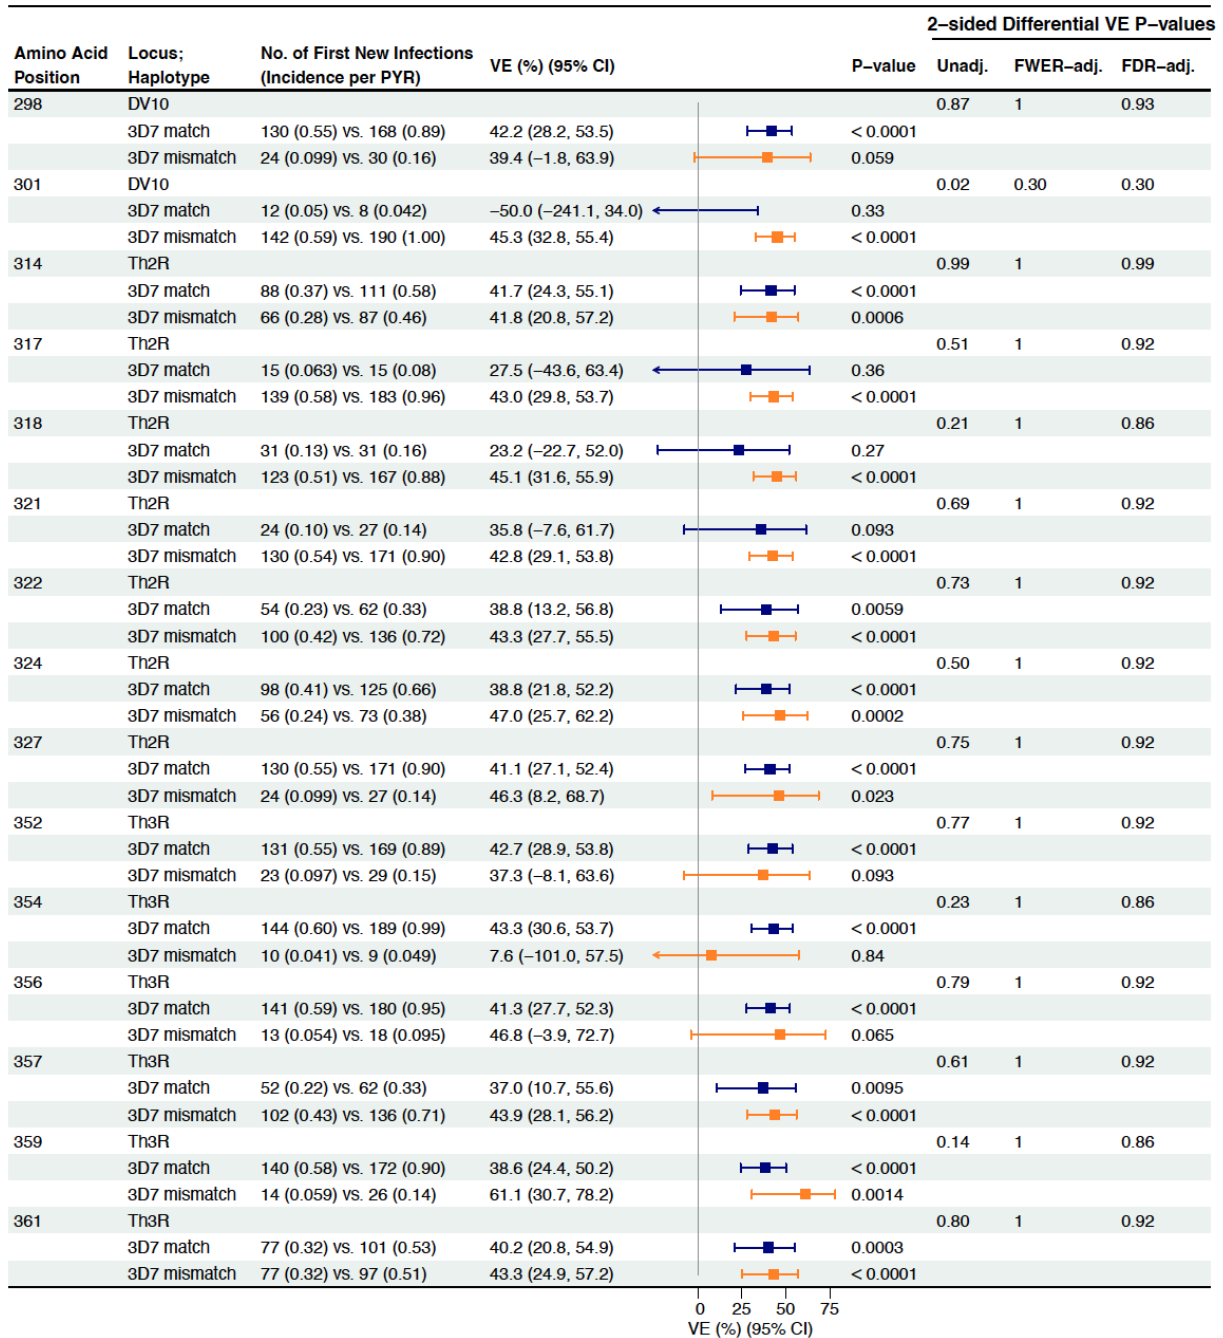 2–sided Differential VE P–values
Amino Acid Position Locus; Haplotype No. of First New Infections (Incidence per PYR) VE (%) (95% CI) P–value Unadj. FWER–adj. FDR–adj.
298 DV10 0.87 1 0.93
3D7 match 130 (0.55) vs. 168 (0.89) 42.2 (28.2, 53.5) < 0.0001
3D7 mismatch 24 (0.099) vs. 30 (0.16) 39.4 (–1.8, 63.9) 0.059
301 DV10 0.02 0.30 0.30
3D7 match 12 (0.05) vs. 8 (0.042) –50.0 (–241.1, 34.0) 0.33
3D7 mismatch 142 (0.59) vs. 190 (1.00) 45.3 (32.8, 55.4) < 0.0001
314 Th2R 0.99 1 0.99
3D7 match 88 (0.37) vs. 111 (0.58) 41.7 (24.3, 55.1) < 0.0001
3D7 mismatch 66 (0.28) vs. 87 (0.46) 41.8 (20.8, 57.2) 0.0006
317 Th2R 0.51 1 0.92
3D7 match 15 (0.063) vs. 15 (0.08) 27.5 (–43.6, 63.4) 0.36
3D7 mismatch 139 (0.58) vs. 183 (0.96) 43.0 (29.8, 53.7) < 0.0001
318 Th2R 0.21 1 0.86
3D7 match 31 (0.13) vs. 31 (0.16) 23.2 (–22.7, 52.0) 0.27
3D7 mismatch 123 (0.51) vs. 167 (0.88) 45.1 (31.6, 55.9) < 0.0001
321 Th2R 0.69 1 0.92
3D7 match 24 (0.10) vs. 27 (0.14) 35.8 (–7.6, 61.7) 0.093
3D7 mismatch 130 (0.54) vs. 171 (0.90) 42.8 (29.1, 53.8) < 0.0001
322 Th2R 0.73 1 0.92
3D7 match 54 (0.23) vs. 62 (0.33) 38.8 (13.2, 56.8) 0.0059
3D7 mismatch 100 (0.42) vs. 136 (0.72) 43.3 (27.7, 55.5) < 0.0001
324 Th2R 0.50 1 0.92
3D7 match 98 (0.41) vs. 125 (0.66) 38.8 (21.8, 52.2) < 0.0001
3D7 mismatch 56 (0.24) vs. 73 (0.38) 47.0 (25.7, 62.2) 0.0002
327 Th2R 0.75 1 0.92
3D7 match 130 (0.55) vs. 171 (0.90) 41.1 (27.1, 52.4) < 0.0001
3D7 mismatch 24 (0.099) vs. 27 (0.14) 46.3 (8.2, 68.7) 0.023
352 Th3R 0.77 1 0.92
3D7 match 131 (0.55) vs. 169 (0.89) 42.7 (28.9, 53.8) < 0.0001
3D7 mismatch 23 (0.097) vs. 29 (0.15) 37.3 (–8.1, 63.6) 0.093
354 Th3R 0.23 1 0.86
3D7 match 144 (0.60) vs. 189 (0.99) 43.3 (30.6, 53.7) < 0.0001
3D7 mismatch 10 (0.041) vs. 9 (0.049) 7.6 (–101.0, 57.5) 0.84
356 Th3R 0.79 1 0.92
3D7 match 141 (0.59) vs. 180 (0.95) 41.3 (27.7, 52.3) < 0.0001
3D7 mismatch 13 (0.054) vs. 18 (0.095) 46.8 (–3.9, 72.7) 0.065
357 Th3R 0.61 1 0.92
3D7 match 52 (0.22) vs. 62 (0.33) 37.0 (10.7, 55.6) 0.0095
3D7 mismatch 102 (0.43) vs. 136 (0.71) 43.9 (28.1, 56.2) < 0.0001
359 Th3R 0.14 1 0.86
3D7 match 140 (0.58) vs. 172 (0.90) 38.6 (24.4, 50.2) < 0.0001
3D7 mismatch 14 (0.059) vs. 26 (0.14) 61.1 (30.7, 78.2) 0.0014
361 Th3R 0.80 1 0.92
3D7 match 77 (0.32) vs. 101 (0.53) 40.2 (20.8, 54.9) 0.0003
3D7 mismatch 77 (0.32) vs. 97 (0.51) 43.3 (24.9, 57.2) < 0.0001
0 25 50 75
VE (%) (95% CI)